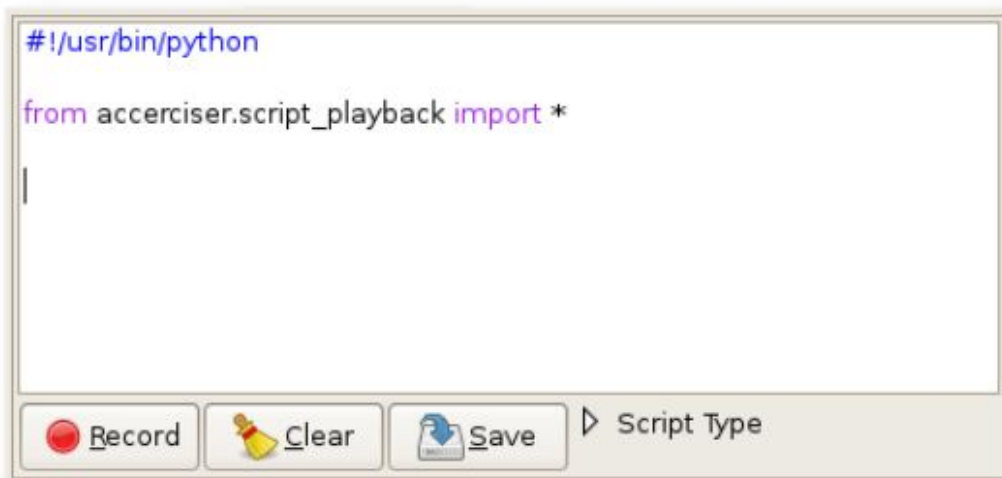 #!/usr/bin/python
from accerciser.script_playback import *
Record Clear Save Script Type